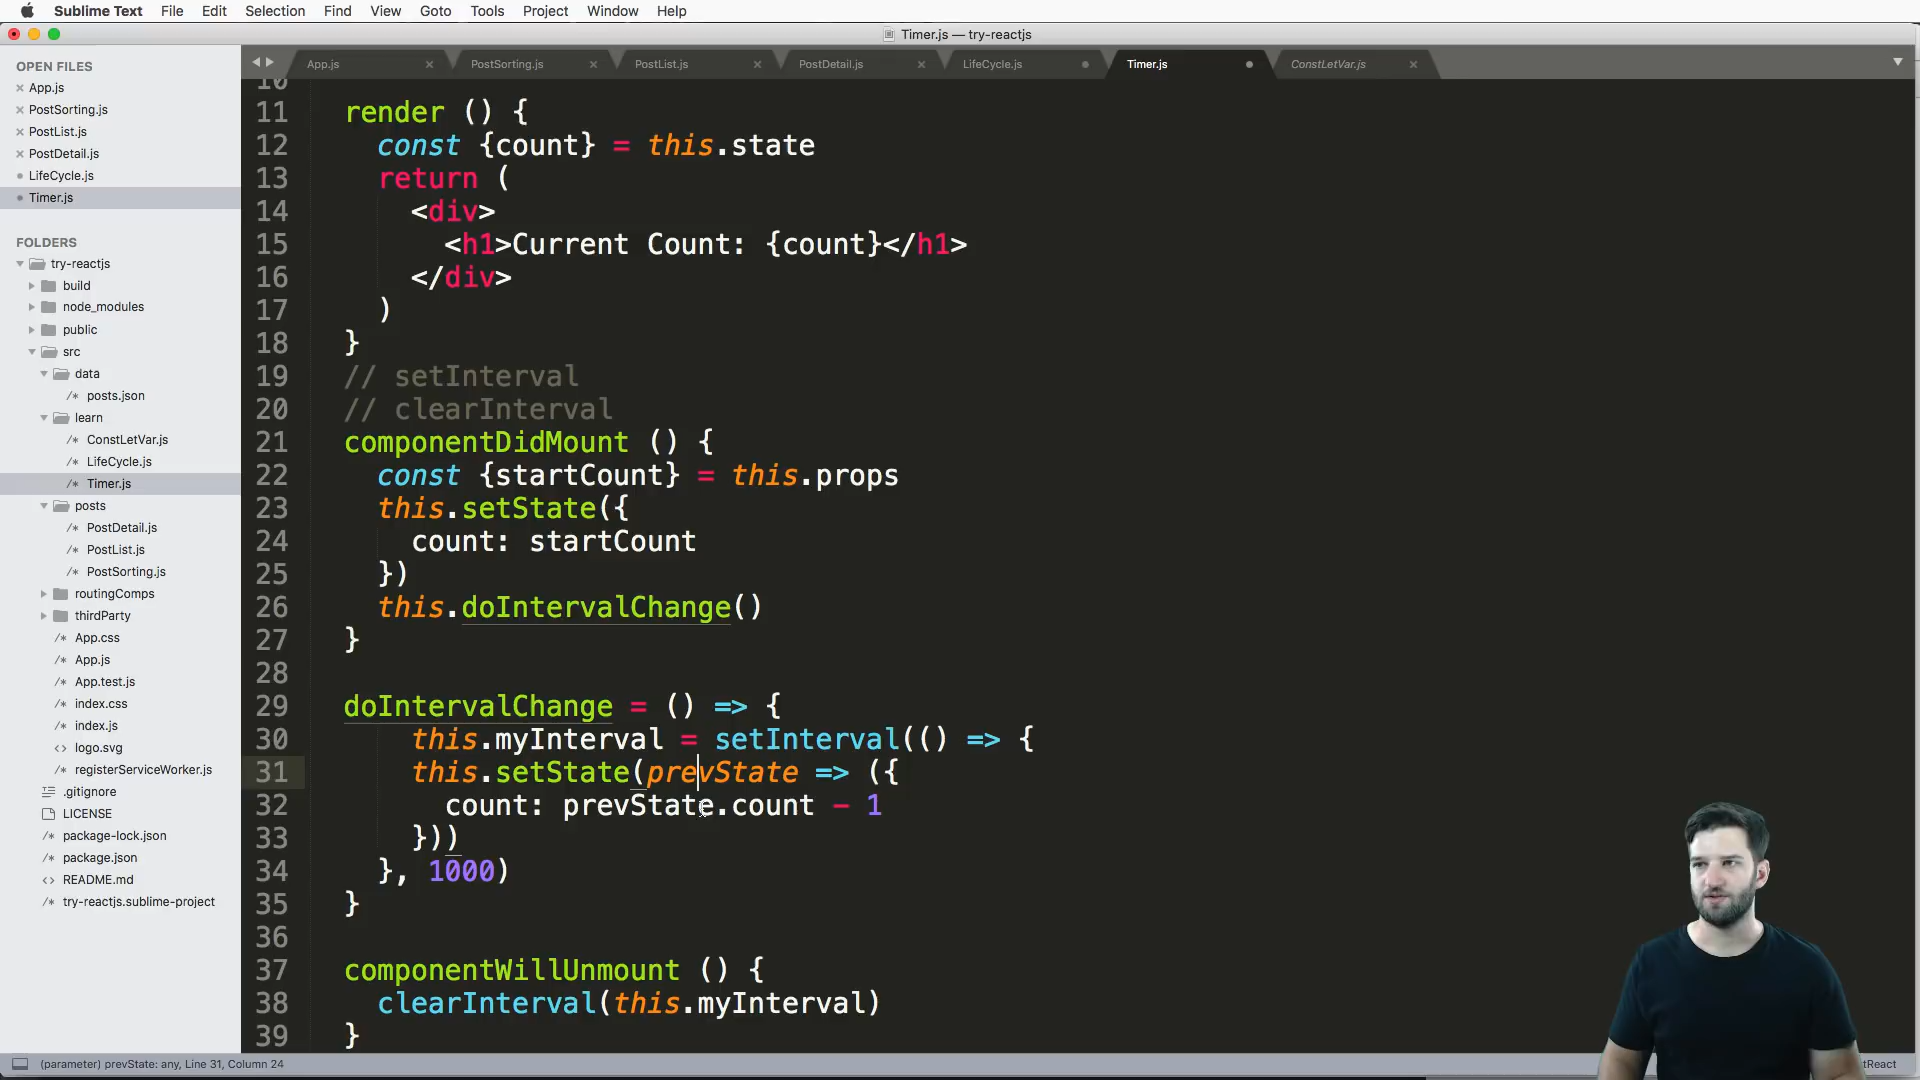 Sublime Text File Edit Selection Find View Goto Tools Project Window Help
Timer.js — try-reactjs
OPEN FILES
App.js
PostSorting.js
PostList.js
PostDetail.js
LifeCycle.js
Timer.js
FOLDERS
try-reactjs
build
node_modules
public
src
data
/* posts.json
learn
/* ConstLetVar.js
/* LifeCycle.js
/* Timer.js
posts
/* PostDetail.js
/* PostList.js
/* PostSorting.js
routingComps
thirdParty
/* App.css
/* App.js
/* App.test.js
/* index.css
/* index.js
<> logo.svg
/* registerServiceWorker.js
.gitignore
<> LICENSE
/* package-lock.json
/* package.json
<> README.md
/* try-reactjs.sublime-project
App.js PostSorting.js PostList.js PostDetail.js LifeCycle.js Timer.js ConstLetVar.js
10
11 render () {
12 const {count} = this.state
13 return (
14 <div>
15 <h1>Current Count: {count}</h1>
16 </div>
17 )
18 }
19 // setInterval
20 // clearInterval
21 componentDidMount () {
22 const {startCount} = this.props
23 this.setState({
24 count: startCount
25 })
26 this.doIntervalChange()
27 }
28
29 doIntervalChange = () => {
30 this.myInterval = setInterval(() => {
31 this.setState(prevState => ({
32 count: prevState.count - 1
33 }))
34 }, 1000)
35 }
36
37 componentWillUnmount () {
38 clearInterval(this.myInterval)
39 }
(parameter) prevState: any, Line 31, Column 24
tReact